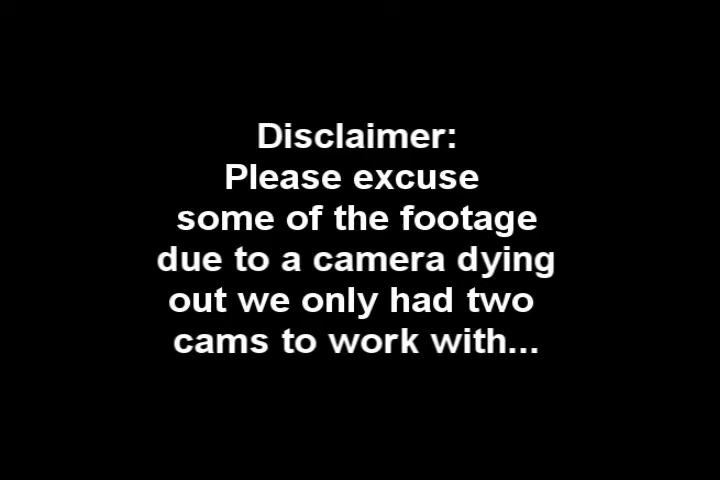 Disclaimer:
Please excuse
some of the footage
due to a camera dying
out we only had two
cams to work with...